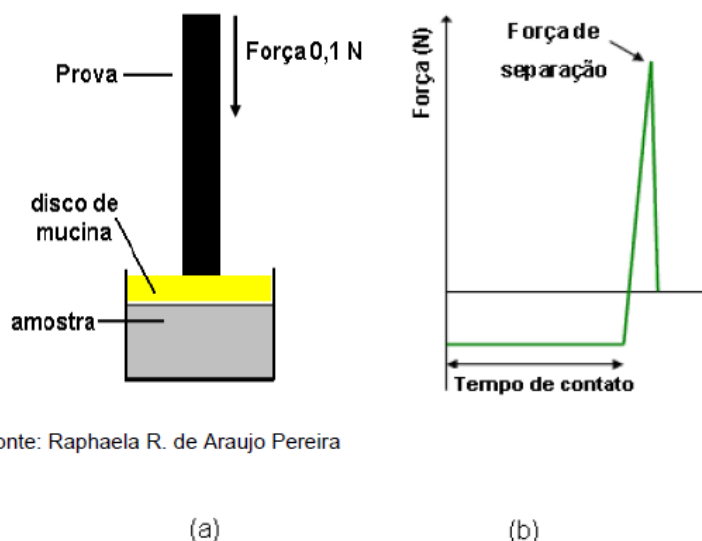 Prova
Força 0,1 N
disco de
mucina
amostra
Força (N)
Força de
separação
Tempo de contato
onte: Raphaela R. de Araujo Pereira
(a)
(b)